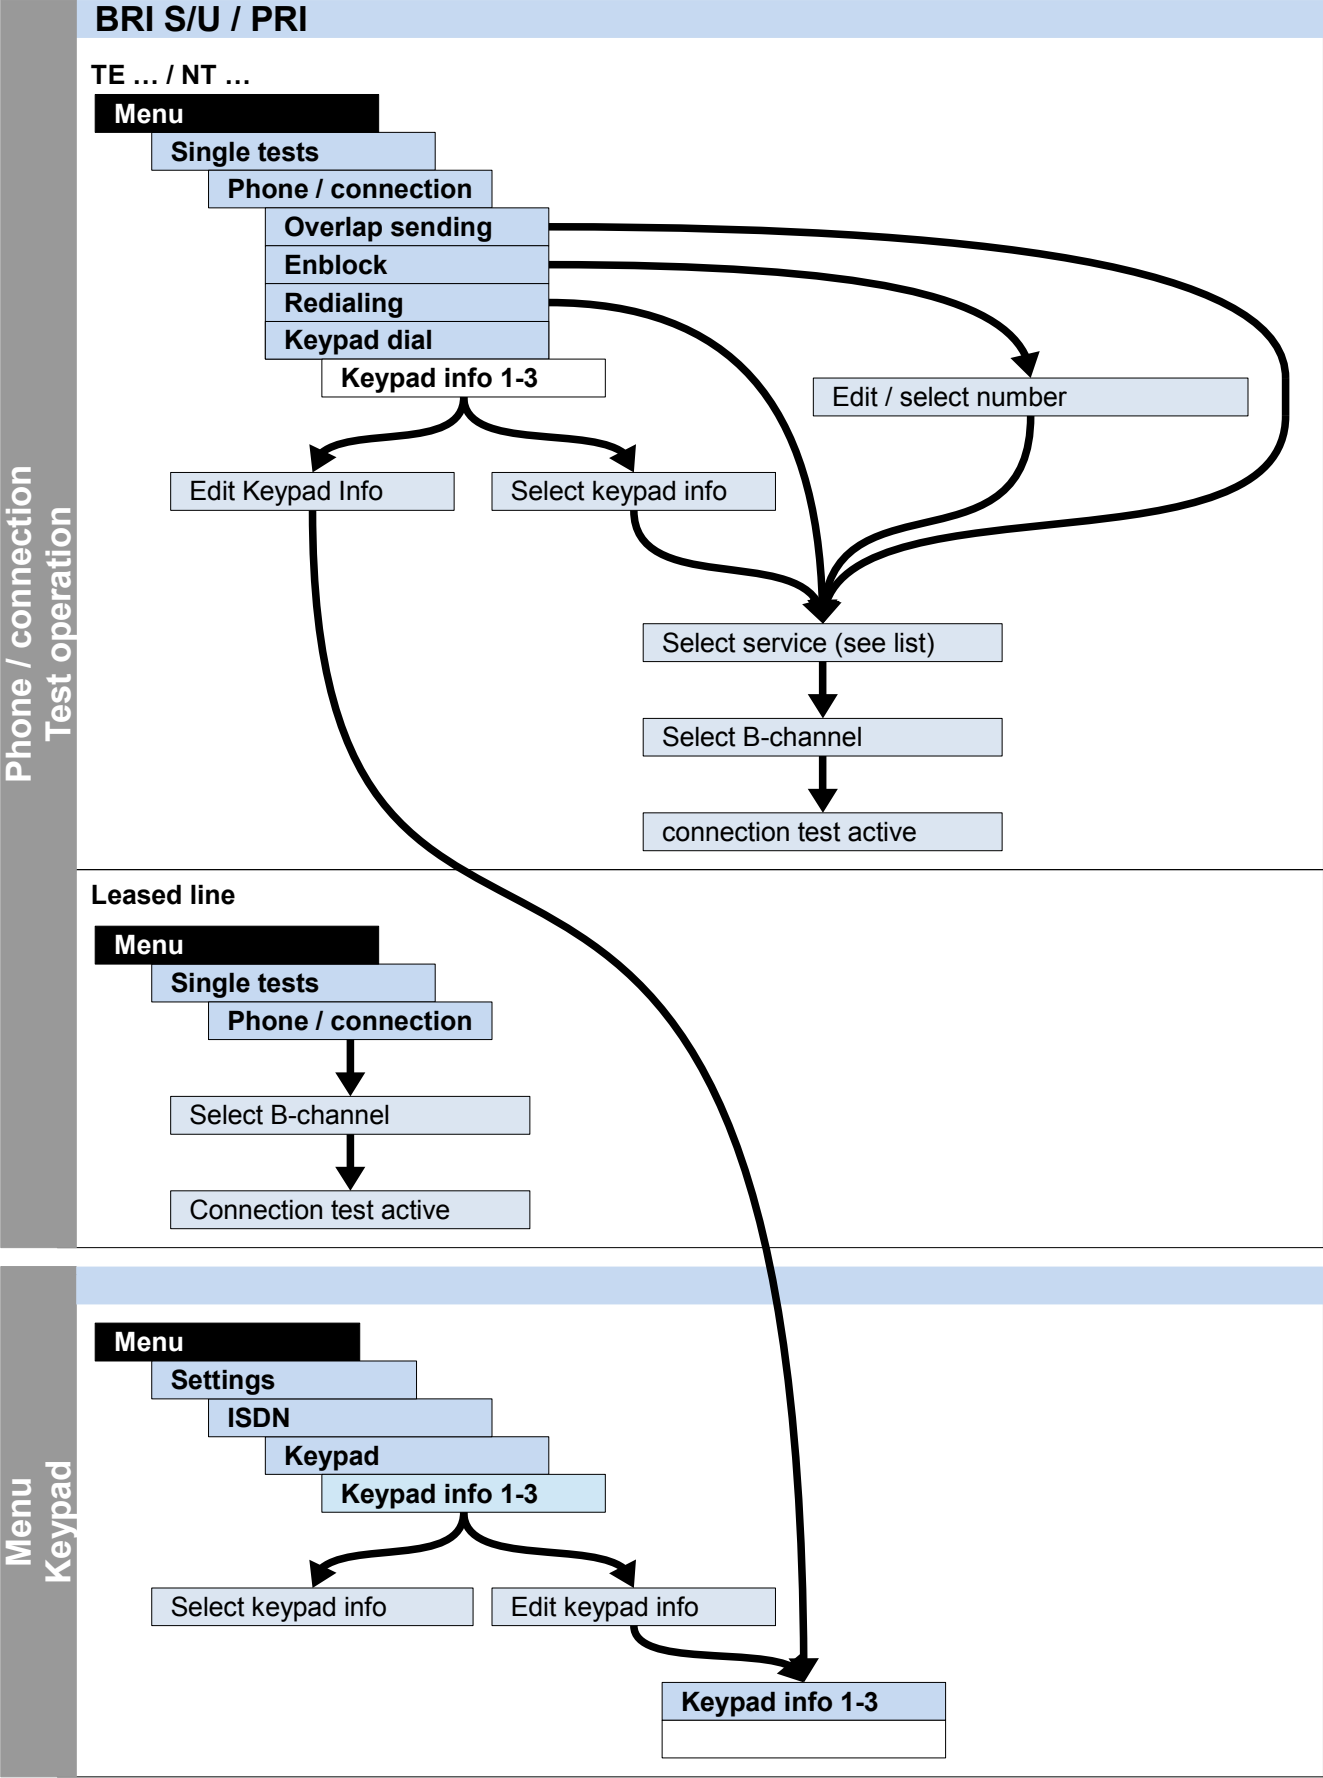 BRI S/U / PRI
TE … / NT …
Menu
Single tests
Phone / connection
Overlap sending
Enblock
Redialing
Keypad dial
Keypad info 1-3
Edit / select number
Edit Keypad Info
Select keypad info
Select service (see list)
Select B-channel
connection test active
Phone / connection
Test operation
Leased line
Menu
Single tests
Phone / connection
Select B-channel
Connection test active
Menu
Keypad
Menu
Settings
ISDN
Keypad
Keypad info 1-3
Select keypad info
Edit keypad info
Keypad info 1-3